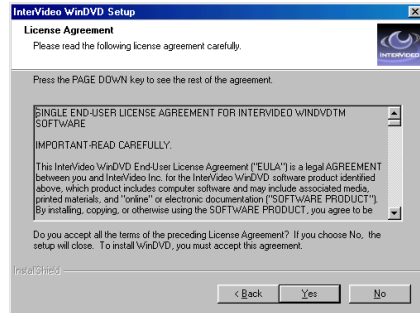 InterVideo WinDVD Setup
License Agreement
Please read the following license agreement carefully.
INTERVIDEO
Press the PAGE DOWN key to see the rest of the agreement.
SINGLE END-USER LICENSE AGREEMENT FOR INTERVIDEO WINDVDTM
SOFTWARE
IMPORTANT-READ CAREFULLY.
This InterVideo WinDVD End-User License Agreement ("EULA") is a legal AGREEMENT
between you and InterVideo Inc. for the InterVideo WinDVD software product identified
above, which product includes computer software and may include associated media,
printed materials, and "online" or electronic documentation ("SOFTWARE PRODUCT").
By installing, copying, or otherwise using the SOFTWARE PRODUCT, you agree to be
Do you accept all the terms of the preceding License Agreement? If you choose No, the
setup will close. To install WinDVD, you must accept this agreement.
InstallShield
< Back Yes No